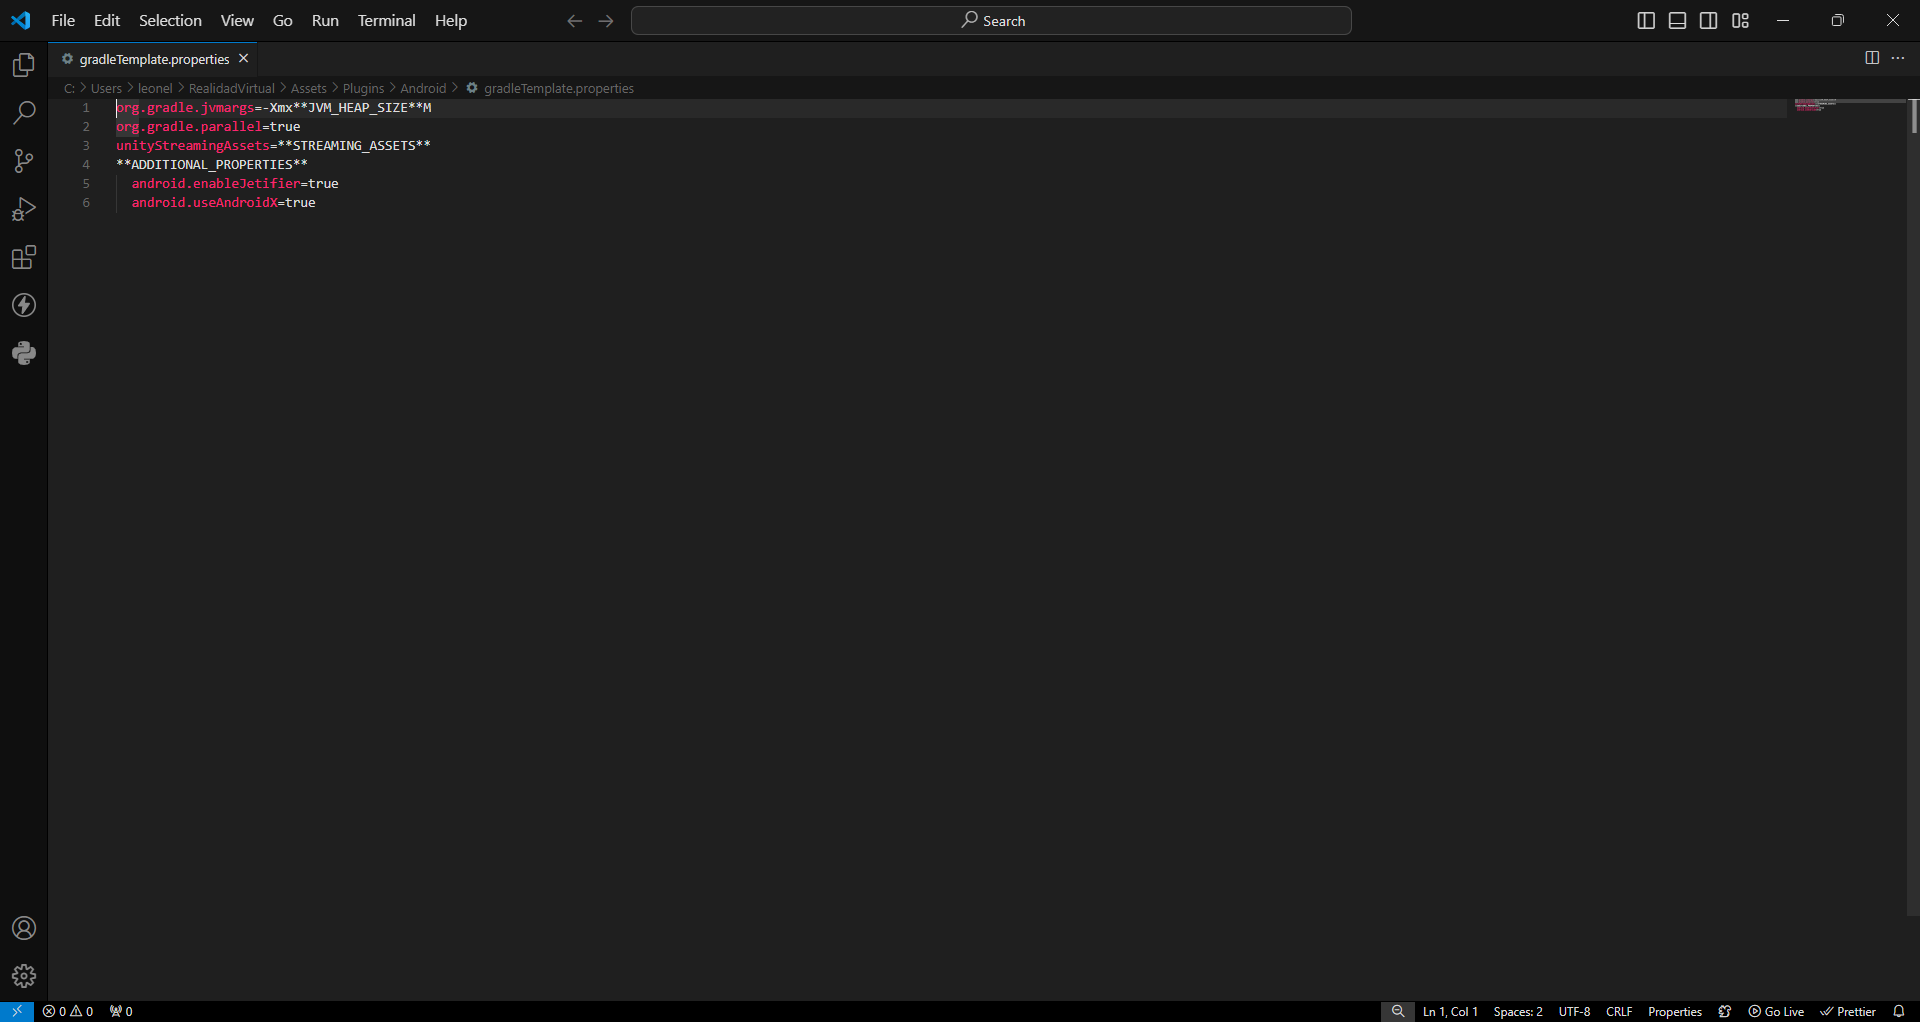 File Edit Selection View Go Run Terminal Help
Search
gradleTemplate.properties
C: > Users > leonel > RealidadVirtual > Assets > Plugins > Android > gradleTemplate.properties
1 org.gradle.jvmargs=-Xmx**JVM_HEAP_SIZE**M
2 org.gradle.parallel=true
3 unityStreamingAssets=**STREAMING_ASSETS**
4 **ADDITIONAL_PROPERTIES**
5 android.enableJetifier=true
6 android.useAndroidX=true
0 0 0 Ln 1, Col 1 Spaces: 2 UTF-8 CRLF Properties Go Live Prettier